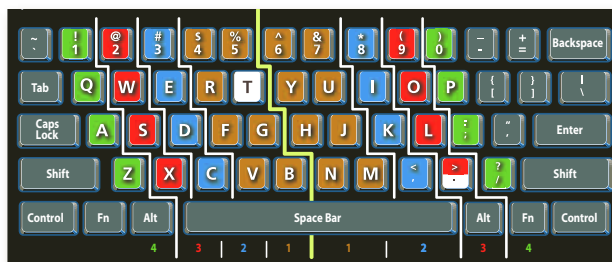 ~ ` ! 1 @ 2 # 3 $ 4 % 5 ^ 6 & 7 * 8 ( 9 ) 0 _ - + = Backspace
Tab Q W E R T Y U I O P { [ } ] | \
Caps Lock A S D F G H J K L : ; " , Enter
Shift Z X C V B N M < , > . ? / Shift
Control Fn Alt Space Bar Alt Fn Control
4 3 2 1 1 2 3 4